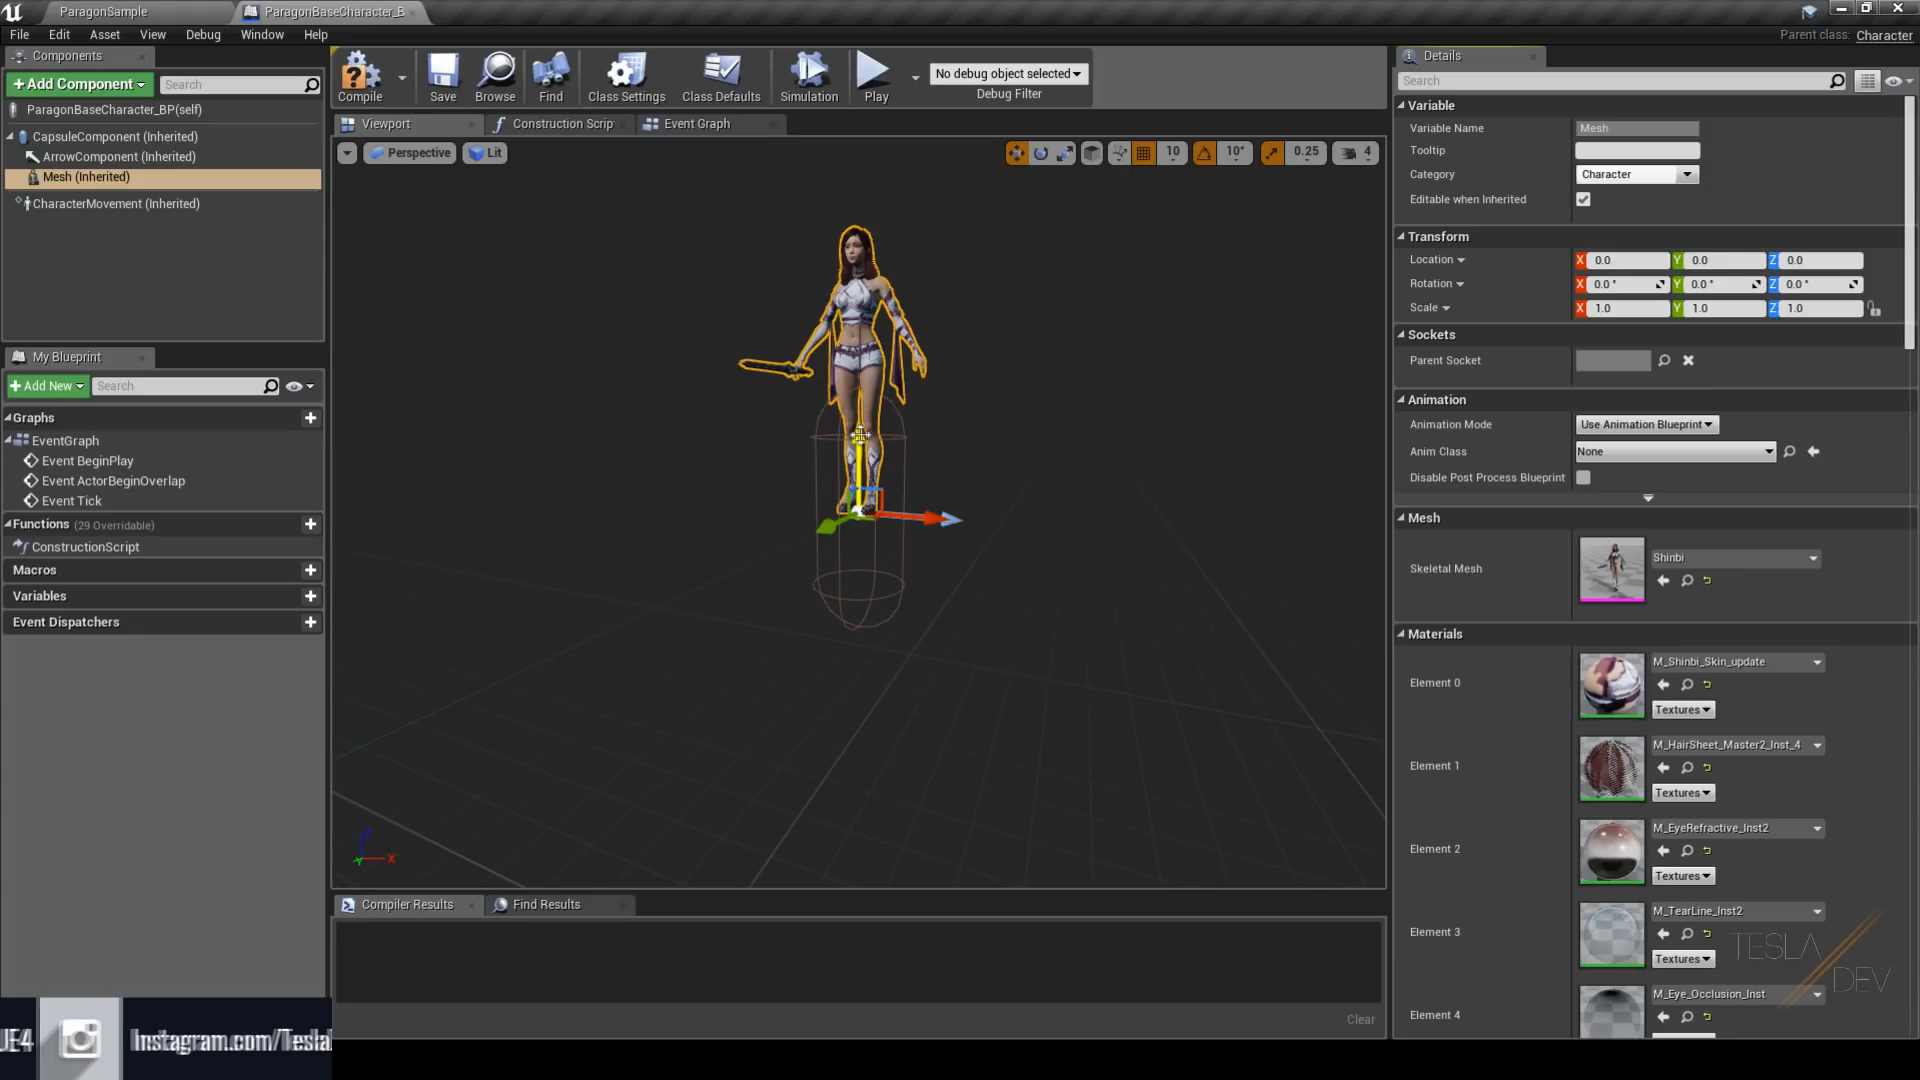 ParagonSample
ParagonBaseCharacter_B
File Edit Asset View Debug Window Help
Parent class: Character
Components
+Add Component
Search
ParagonBaseCharacter_BP(self)
CapsuleComponent (Inherited)
ArrowComponent (Inherited)
Mesh (Inherited)
CharacterMovement (Inherited)
My Blueprint
+Add New
Search
Graphs
EventGraph
Event BeginPlay
Event ActorBeginOverlap
Event Tick
Functions (29 Overridable)
ConstructionScript
Macros
Variables
Event Dispatchers
Compile
Save
Browse
Find
Class Settings
Class Defaults
Simulation
Play
No debug object selected
Debug Filter
Viewport
Construction Scrip
Event Graph
Perspective
Lit
10
10°
0.25
4
Z
X
Y
Compiler Results
Find Results
Clear
Details
Search
Variable
Variable Name Mesh
Tooltip
Category Character
Editable when Inherited
Transform
Location X 0.0 Y 0.0 Z 0.0
Rotation X 0.0 ° Y 0.0 ° Z 0.0 °
Scale X 1.0 Y 1.0 Z 1.0
Sockets
Parent Socket
Animation
Animation Mode Use Animation Blueprint
Anim Class None
Disable Post Process Blueprint
Mesh
Skeletal Mesh Shinbi
Materials
Element 0 M_Shinbi_Skin_update
Textures
Element 1 M_HairSheet_Master2_Inst_4
Textures
Element 2 M_EyeRefractive_Inst2
Textures
Element 3 M_TearLine_Inst2
Textures
Element 4 M_Eye_Occlusion_Inst
TESLA
DEV
UE4
Instagram.com/Tesla